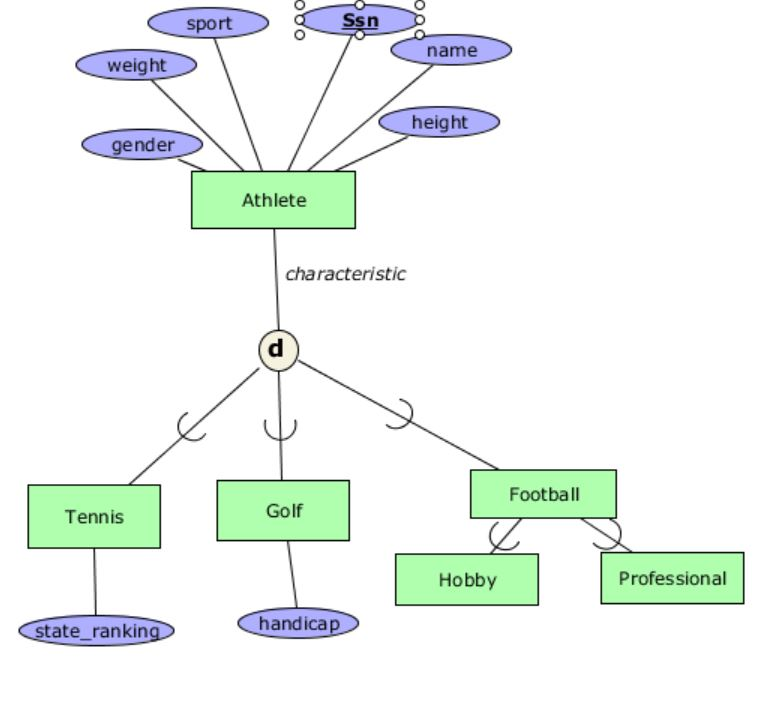 sport
Ssn
name
weight
height
gender
Athlete
characteristic
d
Tennis
Golf
Football
Hobby
Professional
state_ranking
handicap